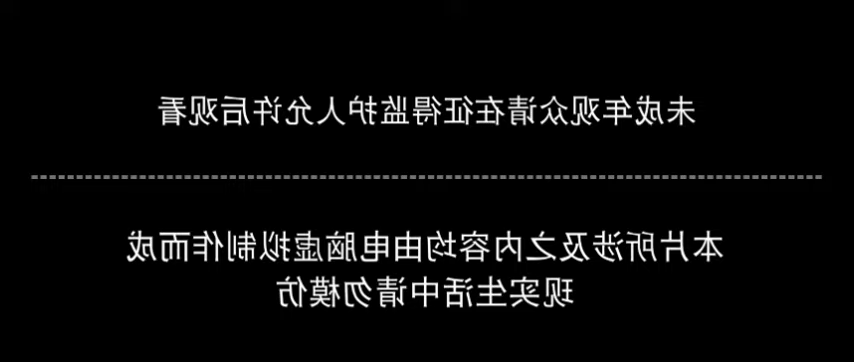 未成年观众请在征得监护人允许后观看
本片所涉及之内容均由电脑虚拟制作而成
现实生活中请勿模仿